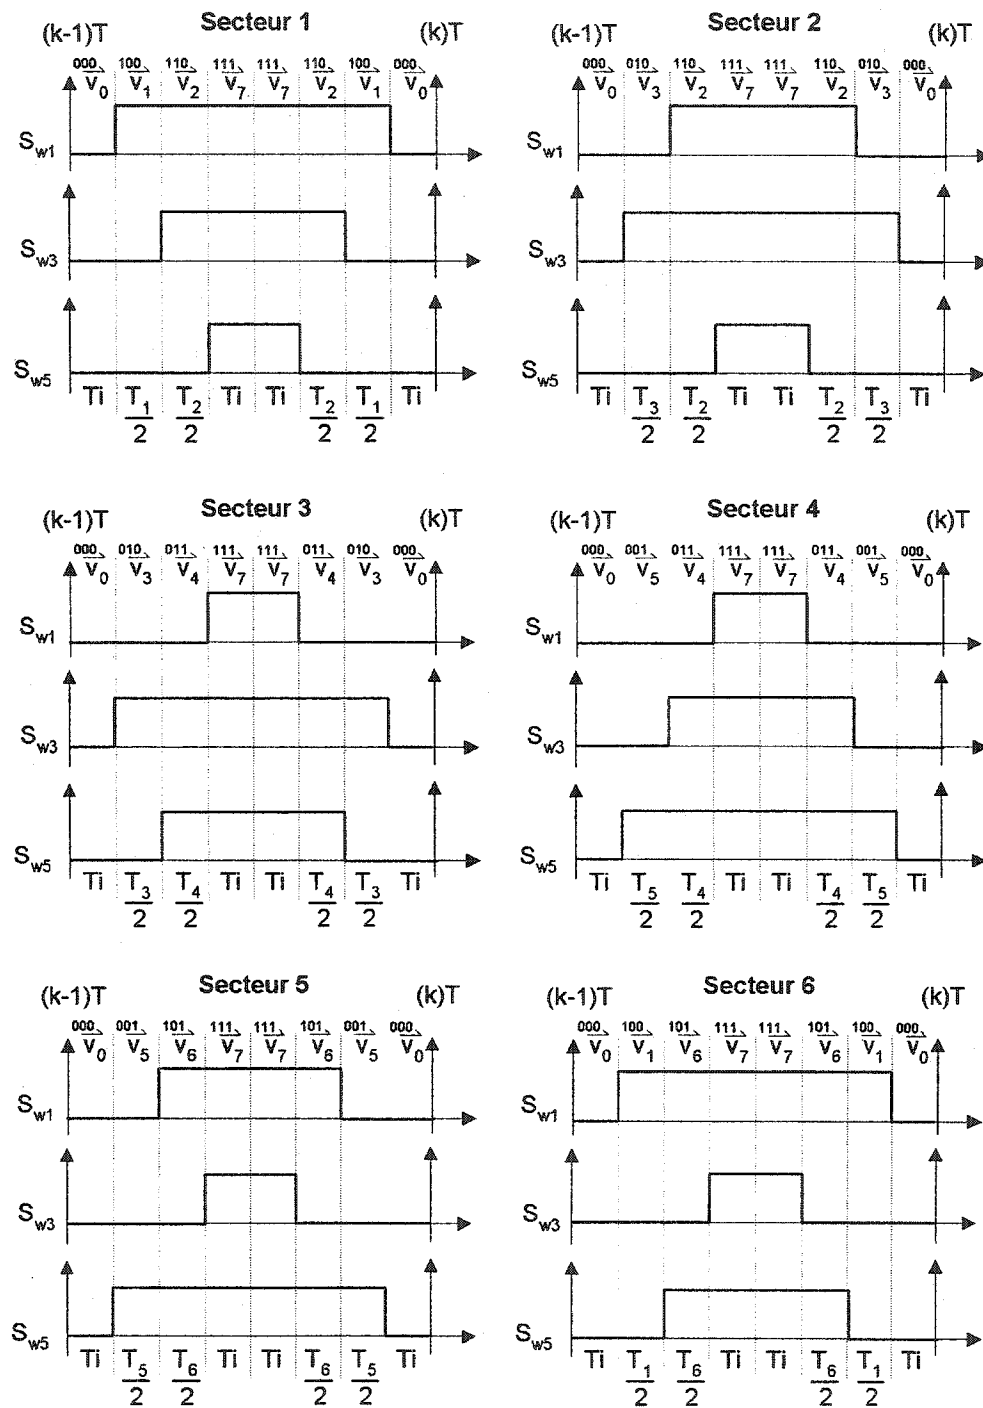 Secteur 1
(k-1)T (k)T
000 100 110 111 111 110 100 000
V0 V1 V2 V7 V7 V2 V1 V0
Sw1
Sw3
Sw5
Ti T1/2 T2/2 Ti Ti T2/2 T1/2 Ti
Secteur 2
(k-1)T (k)T
000 010 110 111 111 110 010 000
V0 V3 V2 V7 V7 V2 V3 V0
Sw1
Sw3
Sw5
Ti T3/2 T2/2 Ti Ti T2/2 T3/2 Ti
Secteur 3
(k-1)T (k)T
000 010 011 111 111 011 010 000
V0 V3 V4 V7 V7 V4 V3 V0
Sw1
Sw3
Sw5
Ti T3/2 T4/2 Ti Ti T4/2 T3/2 Ti
Secteur 4
(k-1)T (k)T
000 001 011 111 111 011 001 000
V0 V5 V4 V7 V7 V4 V5 V0
Sw1
Sw3
Sw5
Ti T5/2 T4/2 Ti Ti T4/2 T5/2 Ti
Secteur 5
(k-1)T (k)T
000 001 101 111 111 101 001 000
V0 V5 V6 V7 V7 V6 V5 V0
Sw1
Sw3
Sw5
Ti T5/2 T6/2 Ti Ti T6/2 T5/2 Ti
Secteur 6
(k-1)T (k)T
000 100 101 111 111 101 100 000
V0 V1 V6 V7 V7 V6 V1 V0
Sw1
Sw3
Sw5
Ti T1/2 T6/2 Ti Ti T6/2 T1/2 Ti